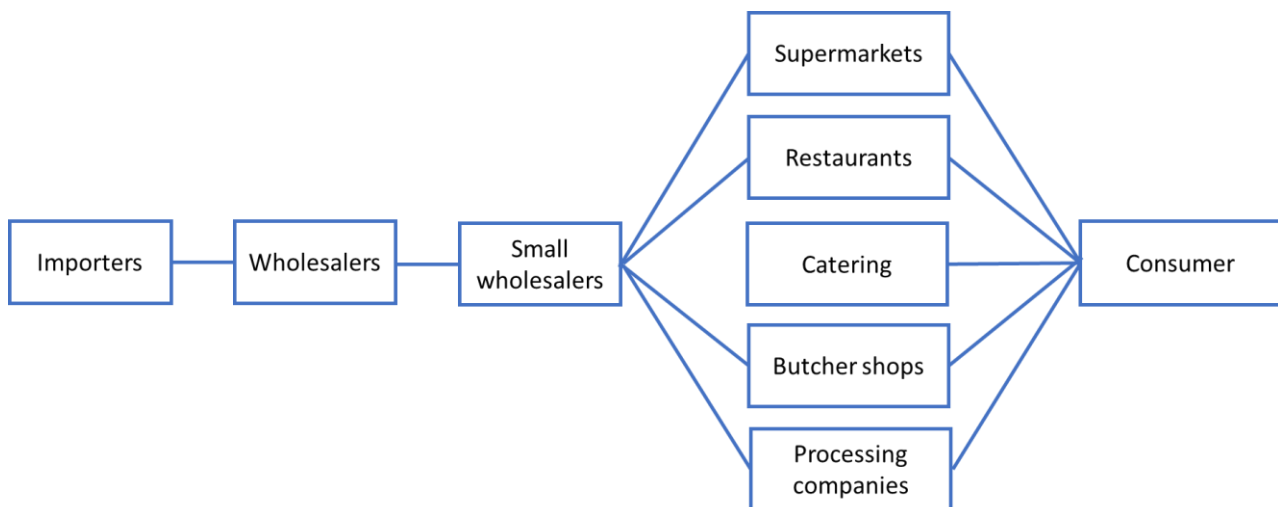 Importers
Wholesalers
Small
wholesalers
Supermarkets
Restaurants
Catering
Butcher shops
Processing
companies
Consumer